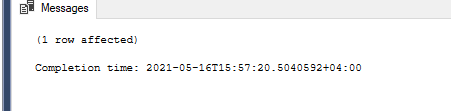 Messages
(1 row affected)
Completion time: 2021-05-16T15:57:20.5040592+04:00